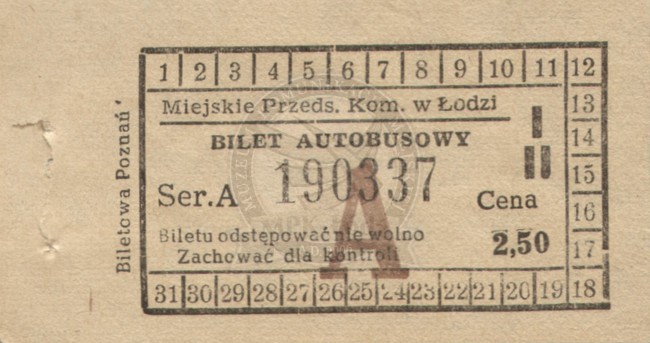 1 2 3 4 5 6 7 8 9 10 11 12
Miejskie Przeds. Kom. w Łodzi
13
BILET AUTOBUSOWY
I
14
II
15
Ser.A 190337
Cena
16
Biletu odstępować nie wolno
2,50
17
Zachować dla kontroli
A
31 30 29 28 27 26 25 24 23 22 21 20 19 18
Biletowa Poznań